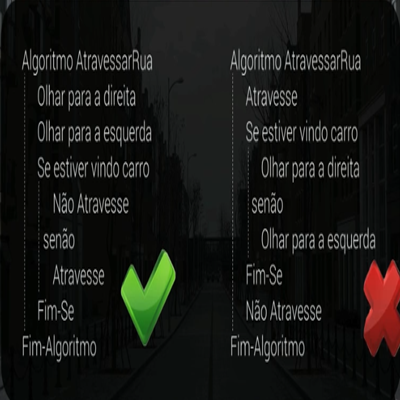 Algoritmo AtravessarRua
Olhar para a direita
Olhar para a esquerda
Se estiver vindo carro
Não Atravesse
senão
Atravesse
Fim-Se
Fim-Algoritmo
Algoritmo AtravessarRua
Atravesse
Se estiver vindo carro
Olhar para a direita
senão
Olhar para a esquerda
Fim-Se
Não Atravesse
Fim-Algoritmo